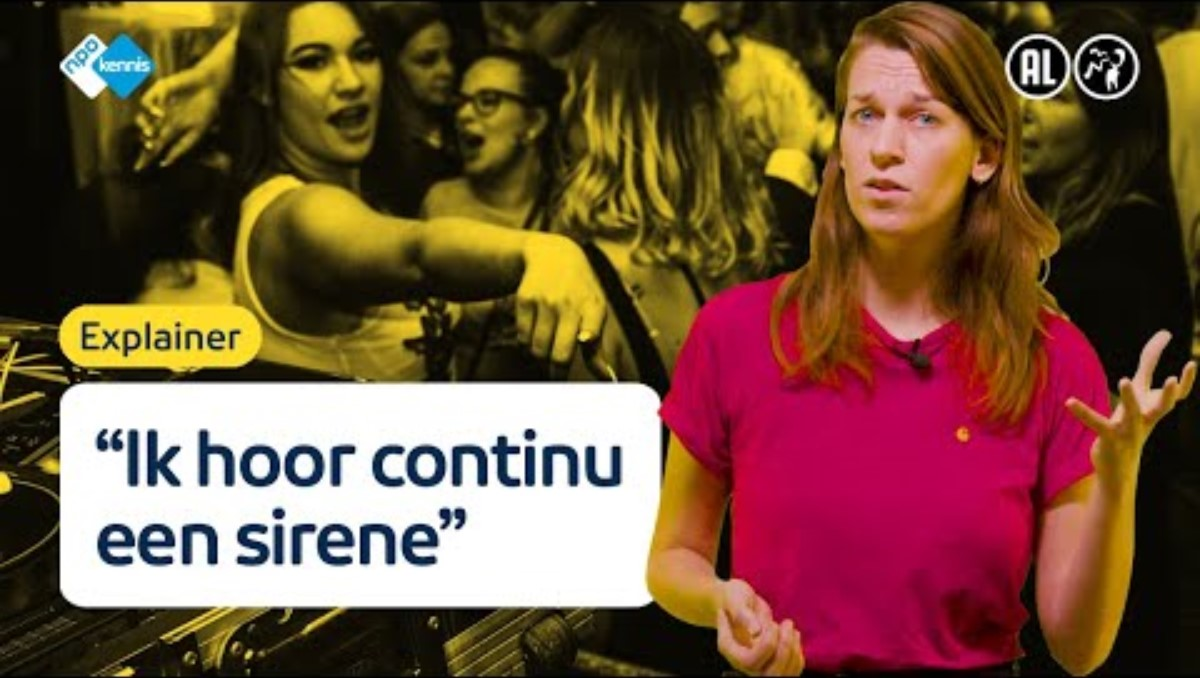 npo
kennis
AL
Explainer
“Ik hoor continu
een sirene”